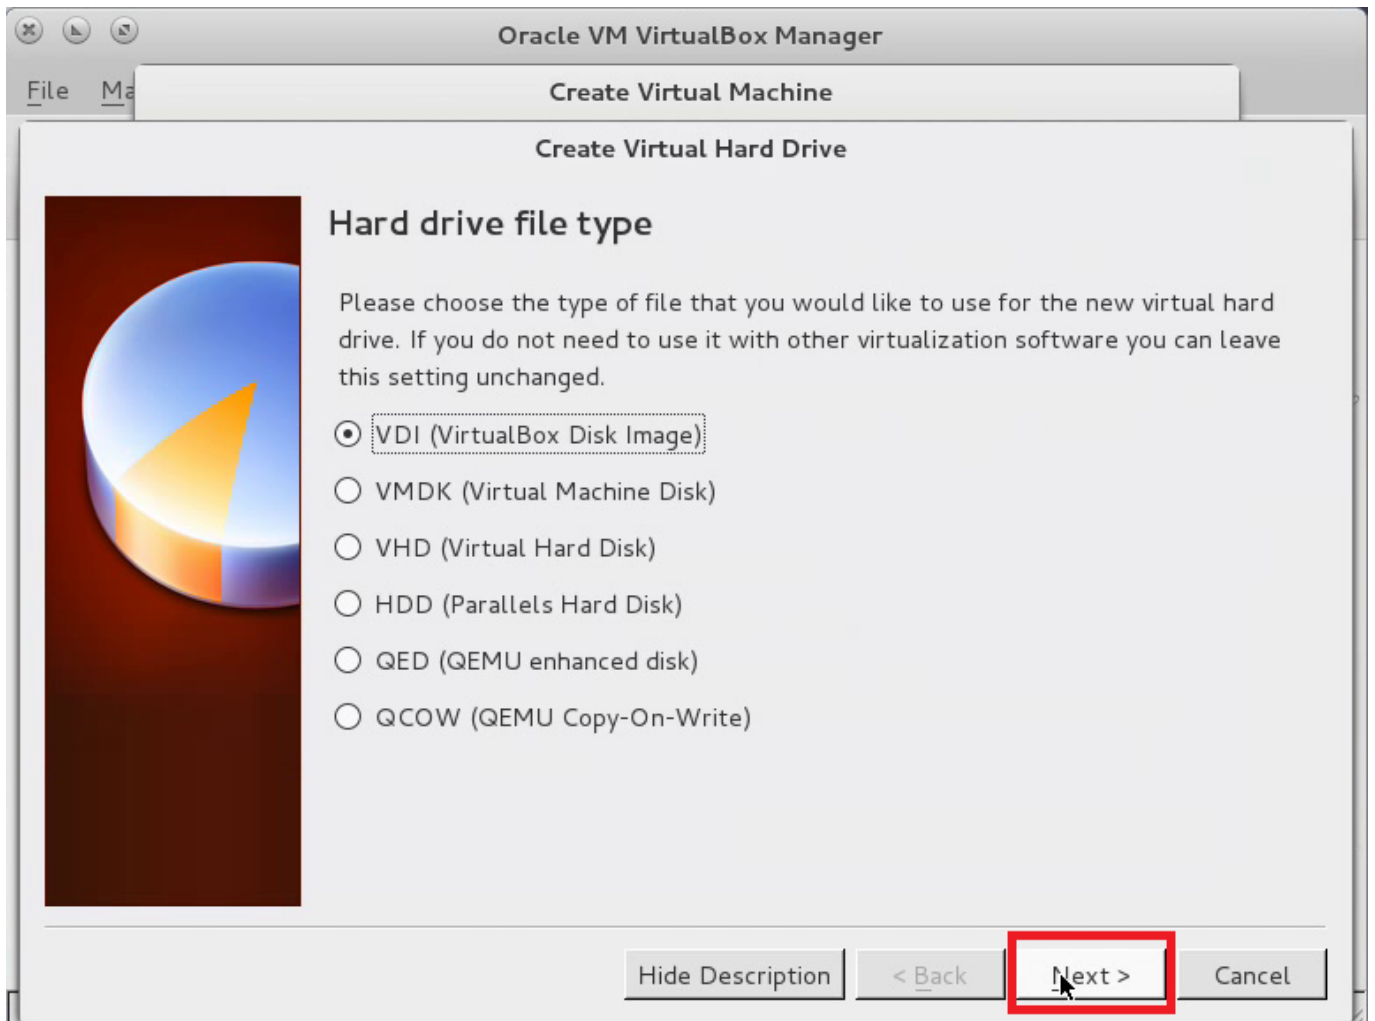 Oracle VM VirtualBox Manager
File Ma
Create Virtual Machine
Create Virtual Hard Drive
Hard drive file type
Please choose the type of file that you would like to use for the new virtual hard
drive. If you do not need to use it with other virtualization software you can leave
this setting unchanged.
VDI (VirtualBox Disk Image)
VMDK (Virtual Machine Disk)
VHD (Virtual Hard Disk)
HDD (Parallels Hard Disk)
QED (QEMU enhanced disk)
QCOW (QEMU Copy-On-Write)
Hide Description < Back Next > Cancel